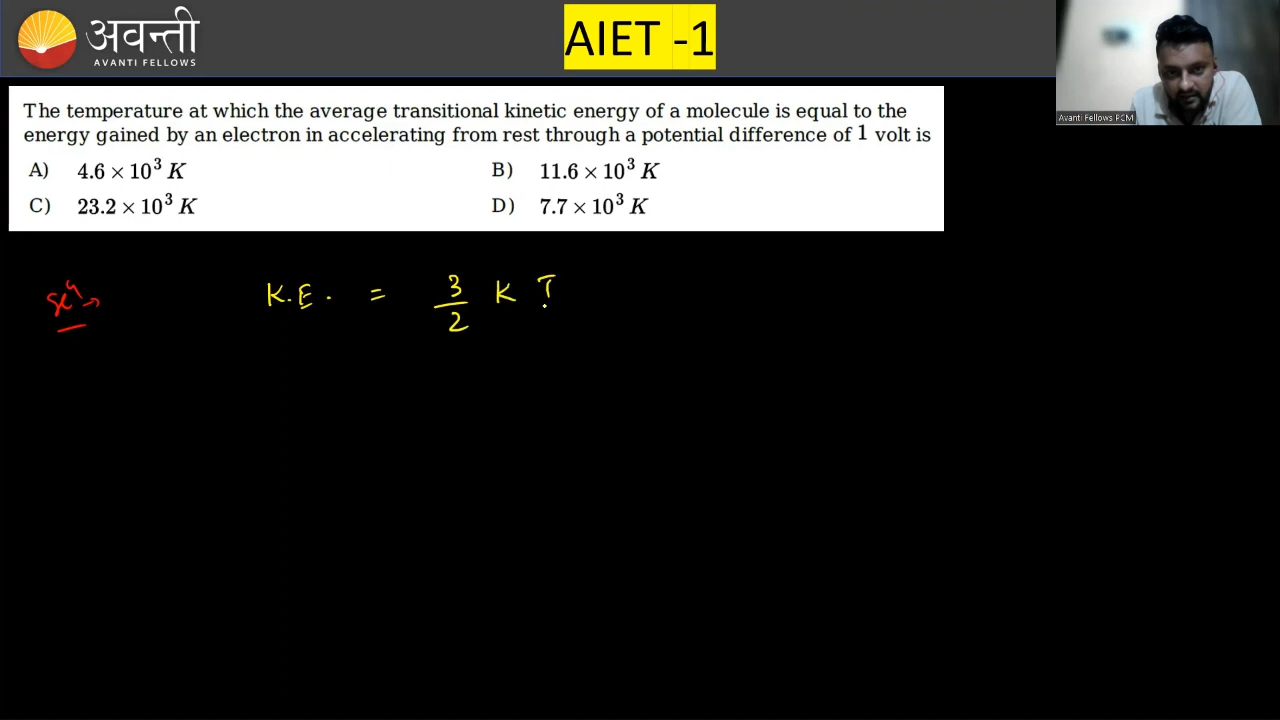 अवन्ती
AVANTI FELLOWS
AIET -1
Avanti Fellows PCM
The temperature at which the average transitional kinetic energy of a molecule is equal to the
energy gained by an electron in accelerating from rest through a potential difference of 1 volt is
A) 4.6 × 10³ K B) 11.6 × 10³ K
C) 23.2 × 10³ K D) 7.7 × 10³ K
K.E. = 3/2 K T